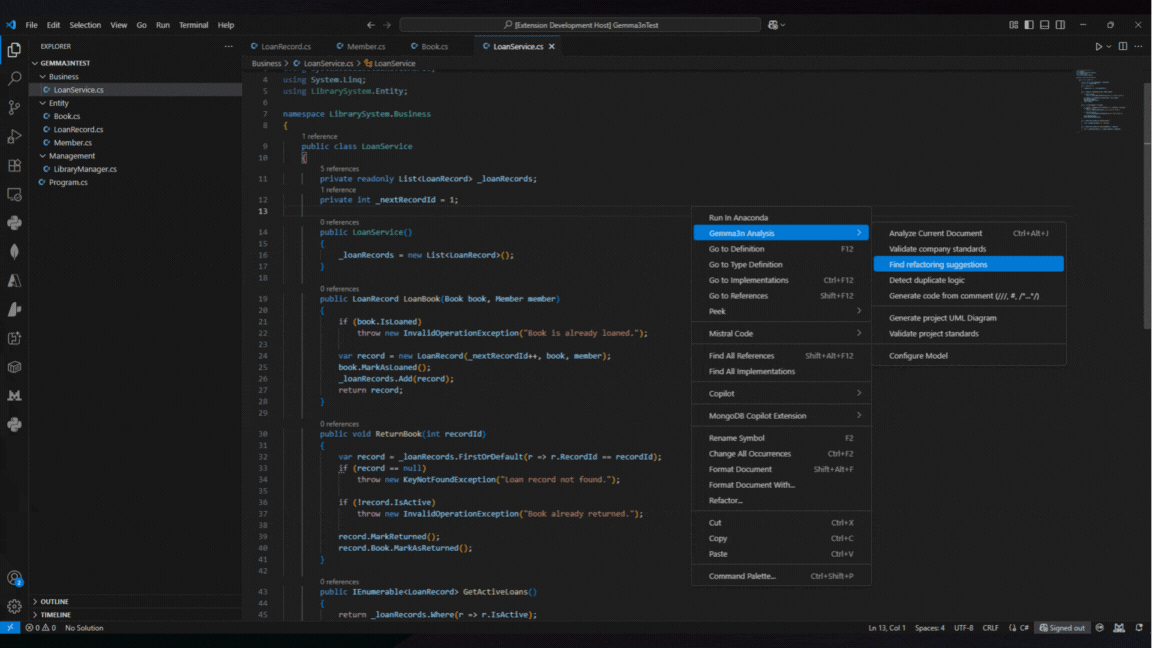 File Edit Selection View Go Run Terminal Help
[Extension Development Host] Gemma3nTest
EXPLORER
GEMMA3NTEST
Business
LoanService.cs
Entity
Book.cs
LoanRecord.cs
Member.cs
Management
LibraryManager.cs
Program.cs
OUTLINE
TIMELINE
LoanRecord.cs Member.cs Book.cs LoanService.cs
Business > LoanService.cs > LoanService
4 using System.Linq;
5 using LibrarySystem.Entity;
6
7 namespace LibrarySystem.Business
8 {
1 reference
9 public class LoanService
10 {
5 references
11 private readonly List<LoanRecord> _loanRecords;
1 reference
12 private int _nextRecordId = 1;
13
0 references
14 public LoanService()
15 {
16 _loanRecords = new List<LoanRecord>();
17 }
18
0 references
19 public LoanRecord LoanBook(Book book, Member member)
20 {
21 if (book.IsLoaned)
22 throw new InvalidOperationException("Book is already loaned.");
23
24 var record = new LoanRecord(_nextRecordId++, book, member);
25 book.MarkAsLoaned();
26 _loanRecords.Add(record);
27 return record;
28 }
29
0 references
30 public void ReturnBook(int recordId)
31 {
32 var record = _loanRecords.FirstOrDefault(r => r.RecordId == recordId);
33 if (record == null)
34 throw new KeyNotFoundException("Loan record not found.");
35
36 if (!record.IsActive)
37 throw new InvalidOperationException("Book already returned.");
38
39 record.MarkReturned();
40 record.Book.MarkAsReturned();
41 }
42
0 references
43 public IEnumerable<LoanRecord> GetActiveLoans()
44 {
45 return _loanRecords.Where(r => r.IsActive);
Run In Anaconda
Gemma3n Analysis >
Go to Definition F12
Go to Type Definition
Go to Implementations Ctrl+F12
Go to References Shift+F12
Peek >
Mistral Code >
Find All References Shift+Alt+F12
Find All Implementations
Copilot >
MongoDB Copilot Extension >
Rename Symbol F2
Change All Occurrences Ctrl+F2
Format Document Shift+Alt+F
Format Document With...
Refactor...
Cut Ctrl+X
Copy Ctrl+C
Paste Ctrl+V
Command Palette... Ctrl+Shift+P
Analyze Current Document Ctrl+Alt+J
Validate company standards
Find refactoring suggestions
Detect duplicate logic
Generate code from comment (///, #, /*...*/)
Generate project UML Diagram
Validate project standards
Configure Model
2
0 0 No Solution
Ln 13, Col 1 Spaces: 4 UTF-8 CRLF C# Signed out